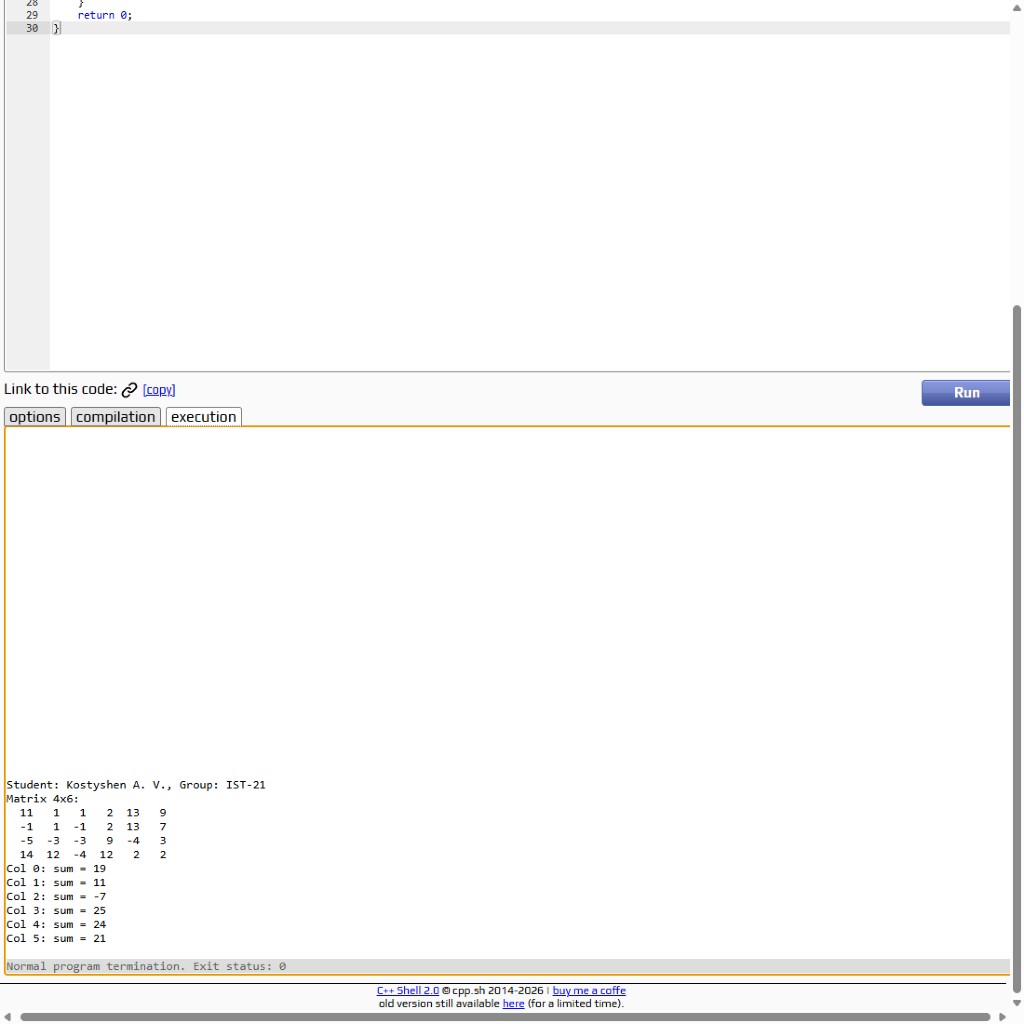 28 }
29 return 0;
30 }
Link to this code: [copy]
Run
options compilation execution
Student: Kostyshen A. V., Group: IST-21
Matrix 4x6:
11 1 1 2 13 9
-1 1 -1 2 13 7
-5 -3 -3 9 -4 3
14 12 -4 12 2 2
Col 0: sum = 19
Col 1: sum = 11
Col 2: sum = -7
Col 3: sum = 25
Col 4: sum = 24
Col 5: sum = 21
Normal program termination. Exit status: 0
C++ Shell 2.0 © cpp.sh 2014-2026 | buy me a coffe
old version still available here (for a limited time).